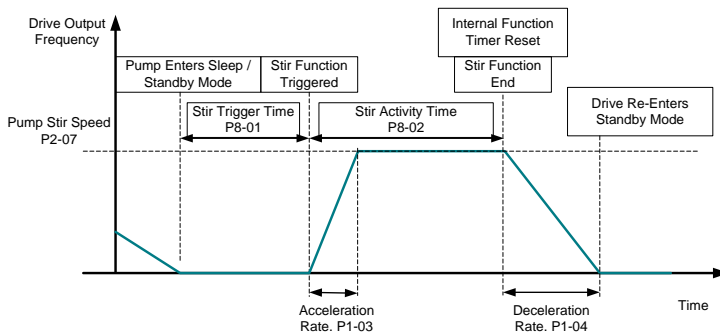 Drive Output
Frequency
Internal Function
Timer Reset
Pump Enters Sleep /
Standby Mode
Stir Function
Triggered
Stir Function
End
Stir Trigger Time
P8-01
Stir Activity Time
P8-02
Drive Re-Enters
Standby Mode
Pump Stir Speed
P2-07
Time
Acceleration
Rate. P1-03
Deceleration
Rate. P1-04